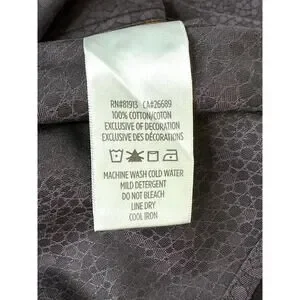 RN#81913 CA#26689
100% COTTON/COTON
EXCLUSIVE OF DECORATION
EXCLUSIVE DES DÉCORATIONS
MACHINE WASH COLD WATER
MILD DETERGENT
DO NOT BLEACH
LINE DRY
COOL IRON